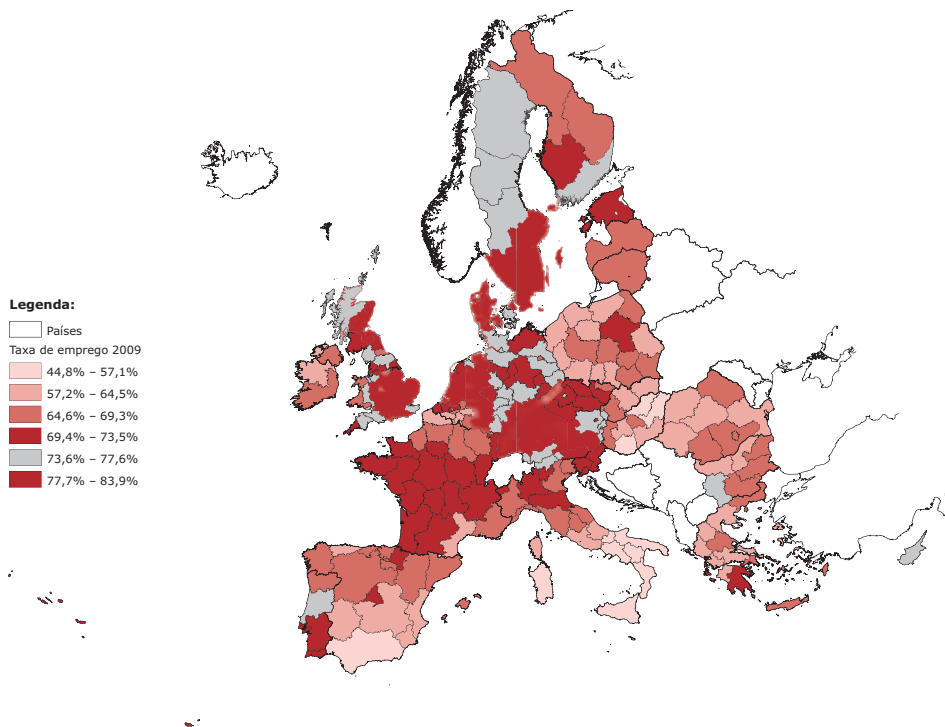 Legenda:
Países
Taxa de emprego 2009
44,8% – 57,1%
57,2% – 64,5%
64,6% – 69,3%
69,4% – 73,5%
73,6% – 77,6%
77,7% – 83,9%